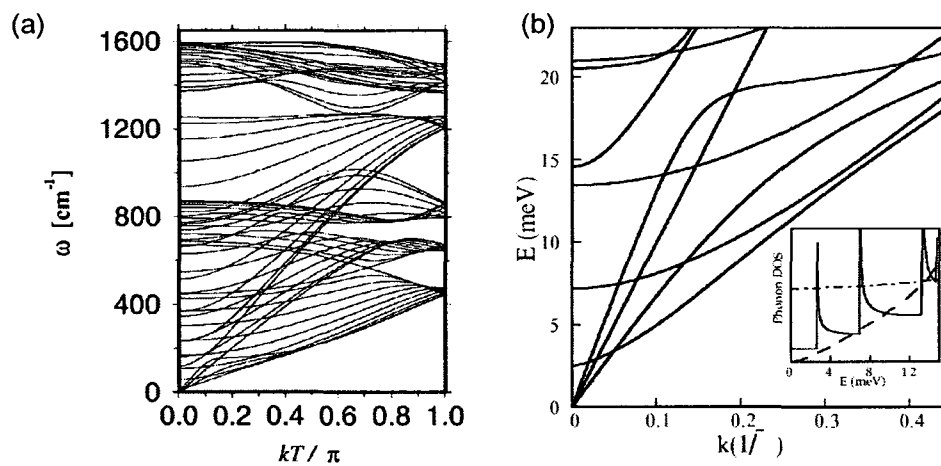 (a)
1600
1200
800
400
0
ω [cm⁻¹]
0.0 0.2 0.4 0.6 0.8 1.0
kT / π
(b)
20
15
10
5
0
E (meV)
0 0.1 0.2 0.3 0.4
k (1/¯)
Phonon DOS
0 4 8 12
E (meV)